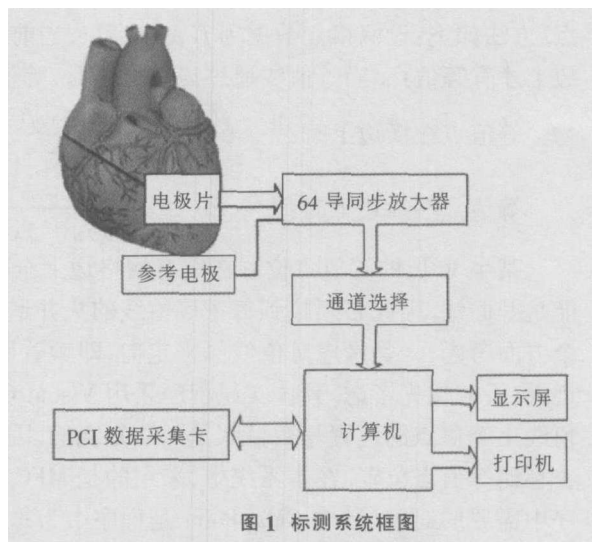 电极片
64 导同步放大器
参考电极
通道选择
计算机
显示屏
PCI 数据采集卡
打印机
图 1 标测系统框图